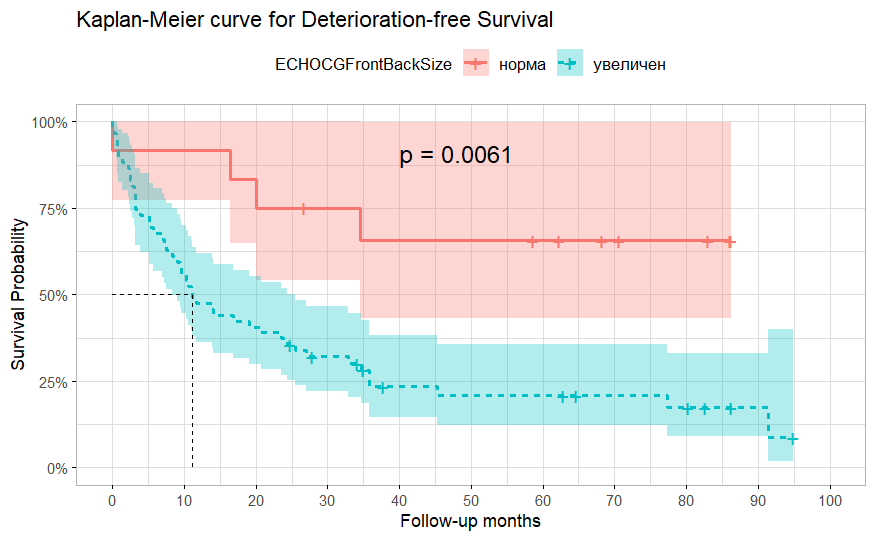 Kaplan-Meier curve for Deterioration-free Survival
ECHOCGFrontBackSize норма увеличен
p = 0.0061
Survival Probability
100%
75%
50%
25%
0%
0 10 20 30 40 50 60 70 80 90 100
Follow-up months